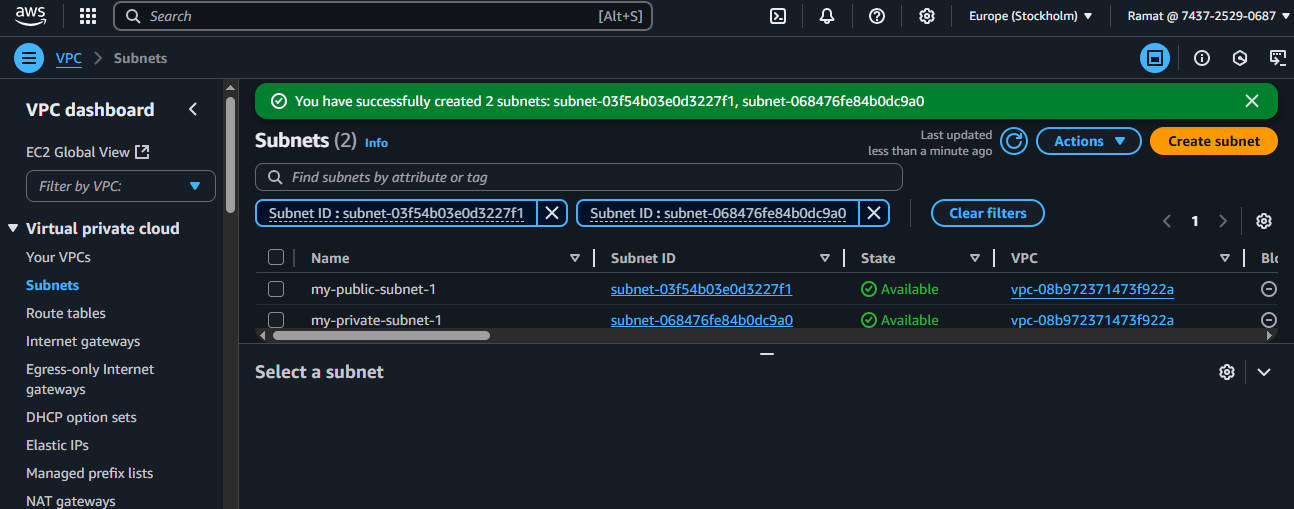 aws Search [Alt+S] Europe (Stockholm) Ramat @ 7437-2529-0687
VPC Subnets
VPC dashboard
EC2 Global View
Filter by VPC:
Virtual private cloud
Your VPCs
Subnets
Route tables
Internet gateways
Egress-only Internet
gateways
DHCP option sets
Elastic IPs
Managed prefix lists
NAT gateways
You have successfully created 2 subnets: subnet-03f54b03e0d3227f1, subnet-068476fe84b0dc9a0
Subnets (2) Info
Last updated
less than a minute ago
Actions
Create subnet
Find subnets by attribute or tag
Subnet ID : subnet-03f54b03e0d3227f1 Subnet ID : subnet-068476fe84b0dc9a0 Clear filters
1
Name Subnet ID State VPC Blo
my-public-subnet-1 subnet-03f54b03e0d3227f1 Available vpc-08b972371473f922a
my-private-subnet-1 subnet-068476fe84b0dc9a0 Available vpc-08b972371473f922a
Select a subnet